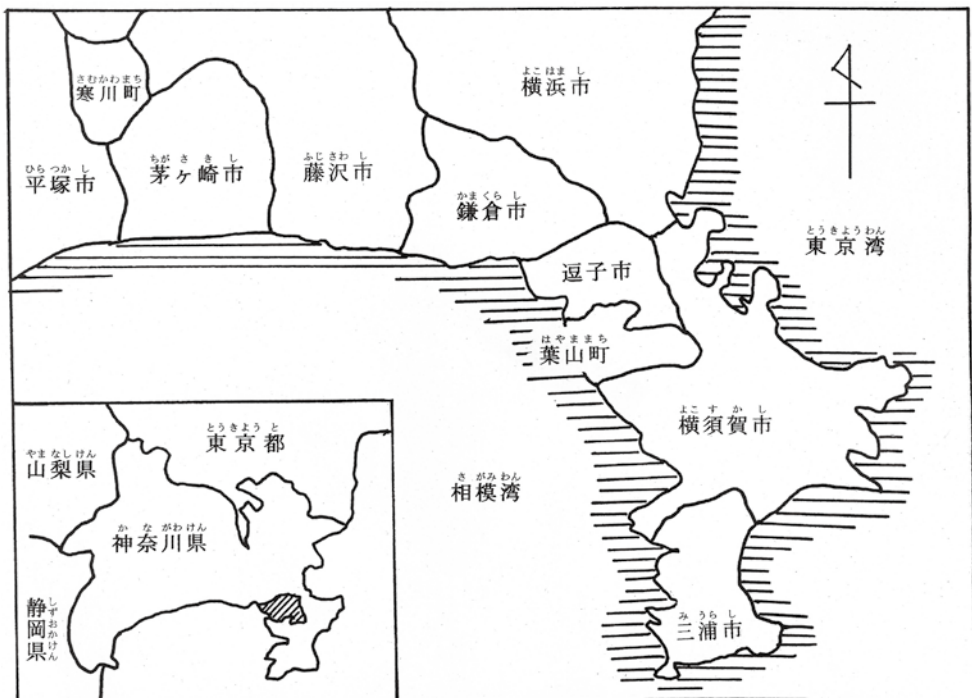 さむかわまち
寒川町
よこはまし
横浜市
ひらつかし
平塚市
ちがさきし
茅ヶ崎市
ふじさわし
藤沢市
かまくらし
鎌倉市
とうきようわん
東京湾
逗子市
はやままち
葉山町
よこすかし
横須賀市
さがみわん
相模湾
みうらし
三浦市
とうきようと
東京都
やまなしけん
山梨県
かながわけん
神奈川県
しずおかけん
静岡県